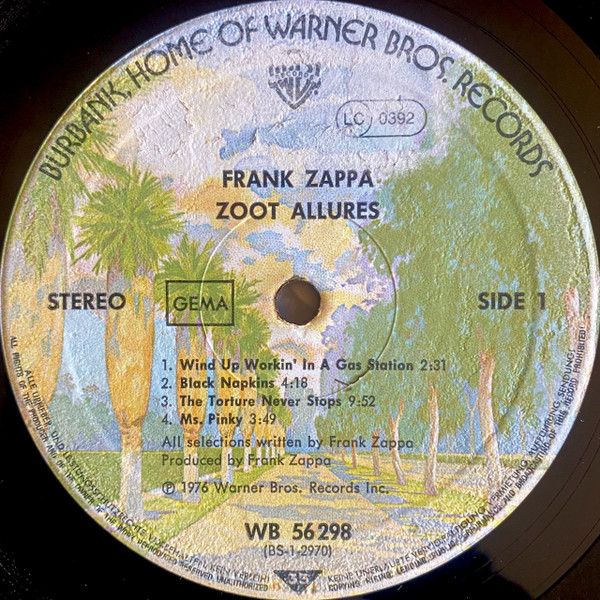 BURBANK, HOME OF WARNER BROS. RECORDS
LC 0392
FRANK ZAPPA
ZOOT ALLURES
STEREO
GEMA
SIDE 1
1. Wind Up Workin' In A Gas Station 2:31
2. Black Napkins 4:18
3. The Torture Never Stops 9:52
4. Ms. Pinky 3:49
All selections written by Frank Zappa
Produced by Frank Zappa
℗ 1976 Warner Bros. Records Inc.
WB 56 298
(BS-1-2970)
33